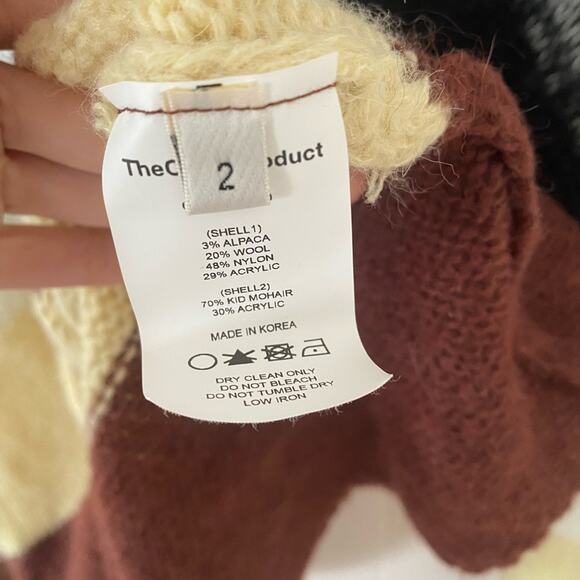 2
(SHELL1)
3% ALPACA
20% WOOL
48% NYLON
29% ACRYLIC
(SHELL2)
70% KID MOHAIR
30% ACRYLIC
MADE IN KOREA
DRY CLEAN ONLY
DO NOT BLEACH
DO NOT TUMBLE DRY
LOW IRON